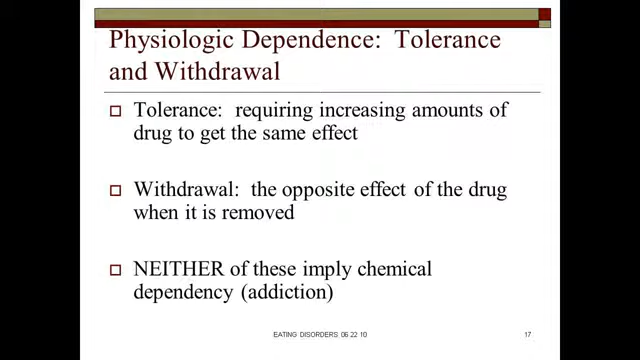 Physiologic Dependence: Tolerance
and Withdrawal
Tolerance: requiring increasing amounts of
drug to get the same effect
Withdrawal: the opposite effect of the drug
when it is removed
NEITHER of these imply chemical
dependency (addiction)
EATING DISORDERS 06 22 10
17